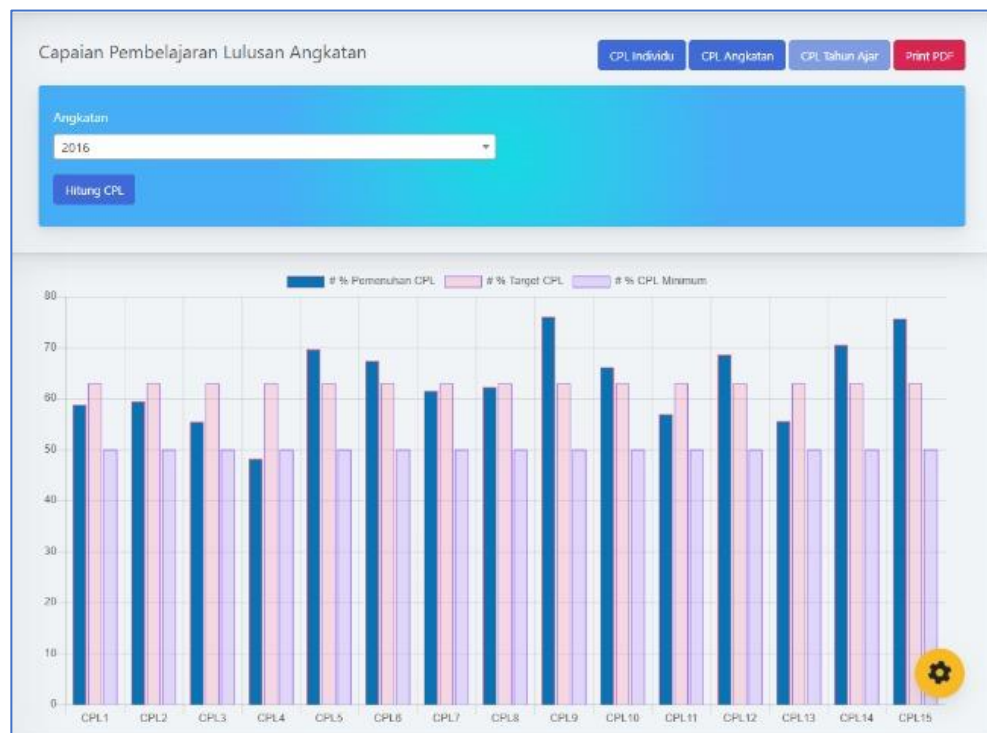 Capaian Pembelajaran Lulusan Angkatan
CPL Individu
CPL Angkatan
CPL Tahun Ajar
Print PDF
Angkatan
2016
Hitung CPL
# % Pemenuhan CPL # % Target CPL # % CPL Minimum
80
70
60
50
40
30
20
10
0
CPL1 CPL2 CPL3 CPL4 CPL5 CPL6 CPL7 CPL8 CPL9 CPL10 CPL11 CPL12 CPL13 CPL14 CPL15